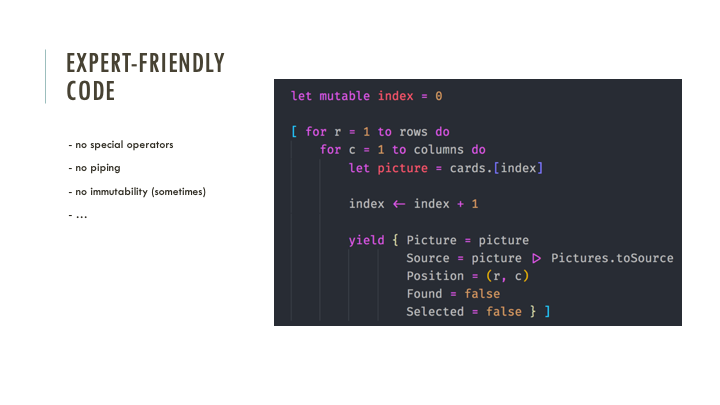 EXPERT-FRIENDLY
CODE
- no special operators
- no piping
- no immutability (sometimes)
- ...
let mutable index = 0
[ for r = 1 to rows do
for c = 1 to columns do
let picture = cards.[index]
index ← index + 1
yield { Picture = picture
Source = picture ▷ Pictures.toSource
Position = (r, c)
Found = false
Selected = false } ]